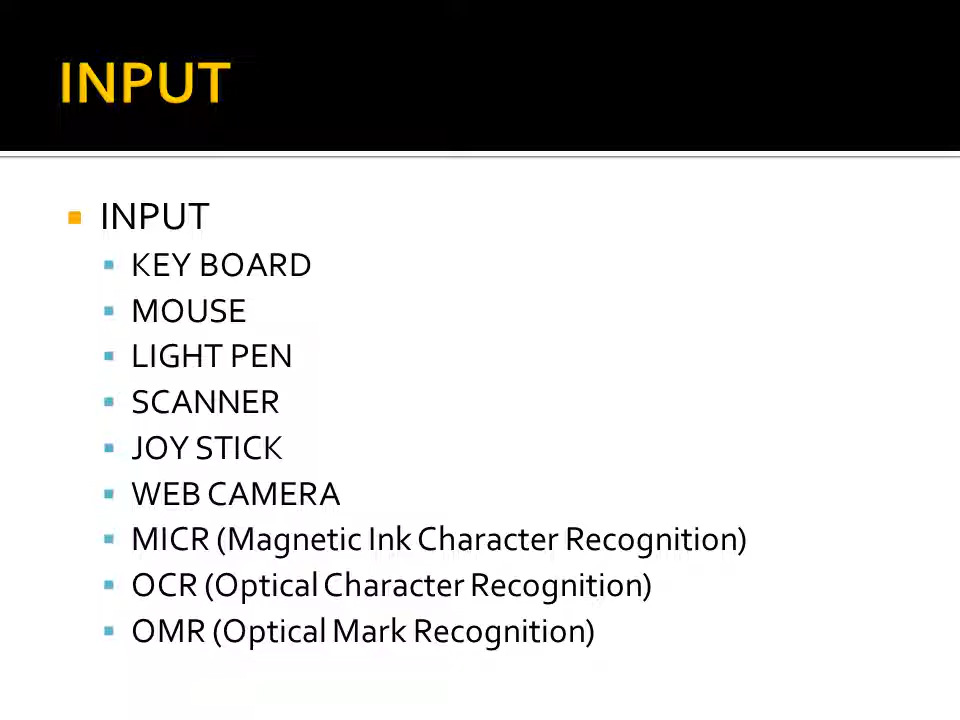 INPUT
INPUT
KEY BOARD
MOUSE
LIGHT PEN
SCANNER
JOY STICK
WEB CAMERA
MICR (Magnetic Ink Character Recognition)
OCR (Optical Character Recognition)
OMR (Optical Mark Recognition)